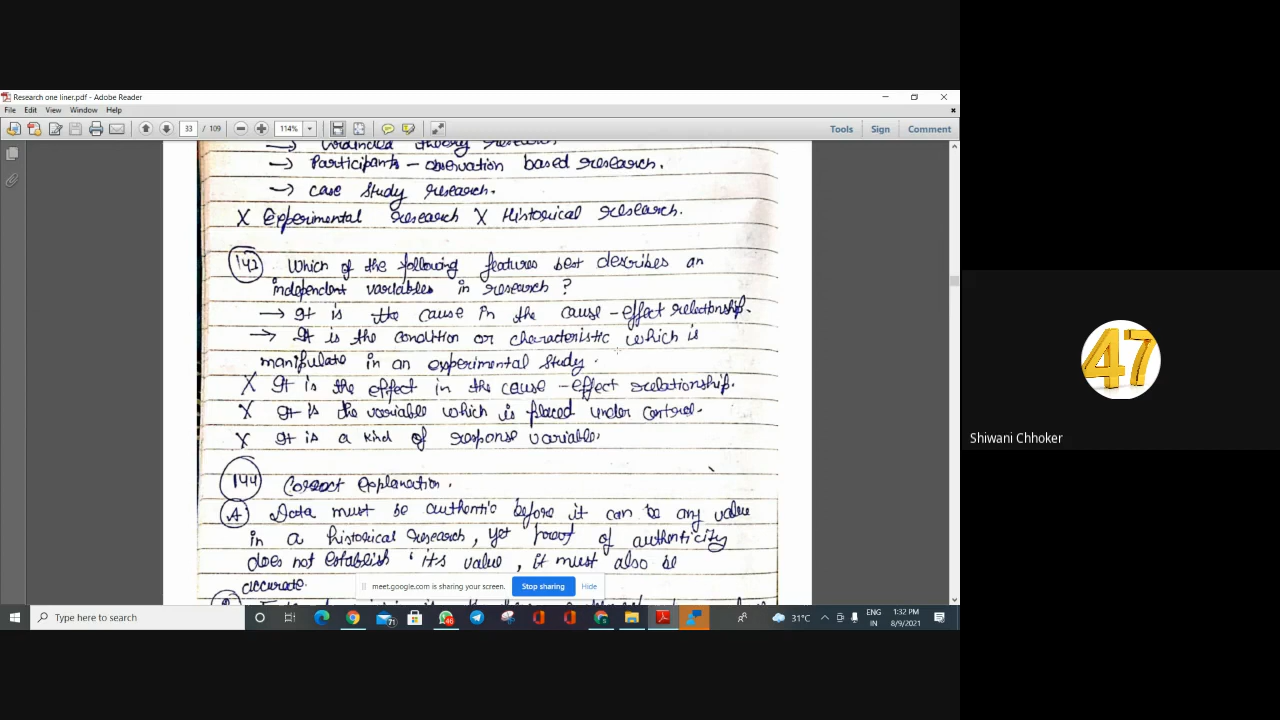 Research one liner.pdf - Adobe Reader
File Edit View Window Help
33 / 109 114% Tools Sign Comment
theory research
→ Participants - observation based research.
→ case study research.
X Experimental research X Historical research.
143 Which of the following features best describes an
independent variables in research ?
→ It is the cause in the cause - effect relectionship.
→ It is the condition or characteristic which is
manipulate in an experimental study.
X It is the effect in the cause - effect relationship.
X It is the variable which is placed under control.
X It is a kind of response variable.
144 Correct explanation.
A Data must be authentic before it can be any value
in a historical research, yet proof of authenticity
does not establish its value, it must also be
accurate.
meet.google.com is sharing your screen. Stop sharing Hide
47
Shiwani Chhoker
Type here to search
71
46
31°C
ENG
IN
1:32 PM
8/9/2021